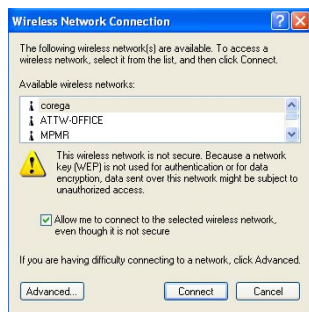 Wireless Network Connection
The following wireless network(s) are available. To access a
wireless network, select it from the list, and then click Connect.
Available wireless networks:
corega
ATTW-OFFICE
MPMR
This wireless network is not secure. Because a network
key (WEP) is not used for authentication or for data
encryption, data sent over this network might be subject to
unauthorized access.
Allow me to connect to the selected wireless network,
even though it is not secure
If you are having difficulty connecting to a network, click Advanced.
Advanced...
Connect
Cancel